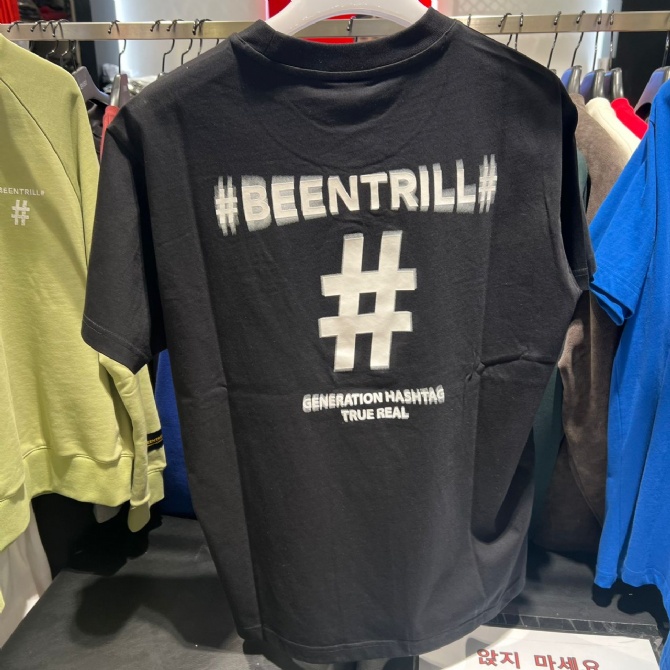 #BEENTRILL#
#
GENERATION HASHTAG
TRUE REAL
BEENTRILL#
#
앉지 마세요